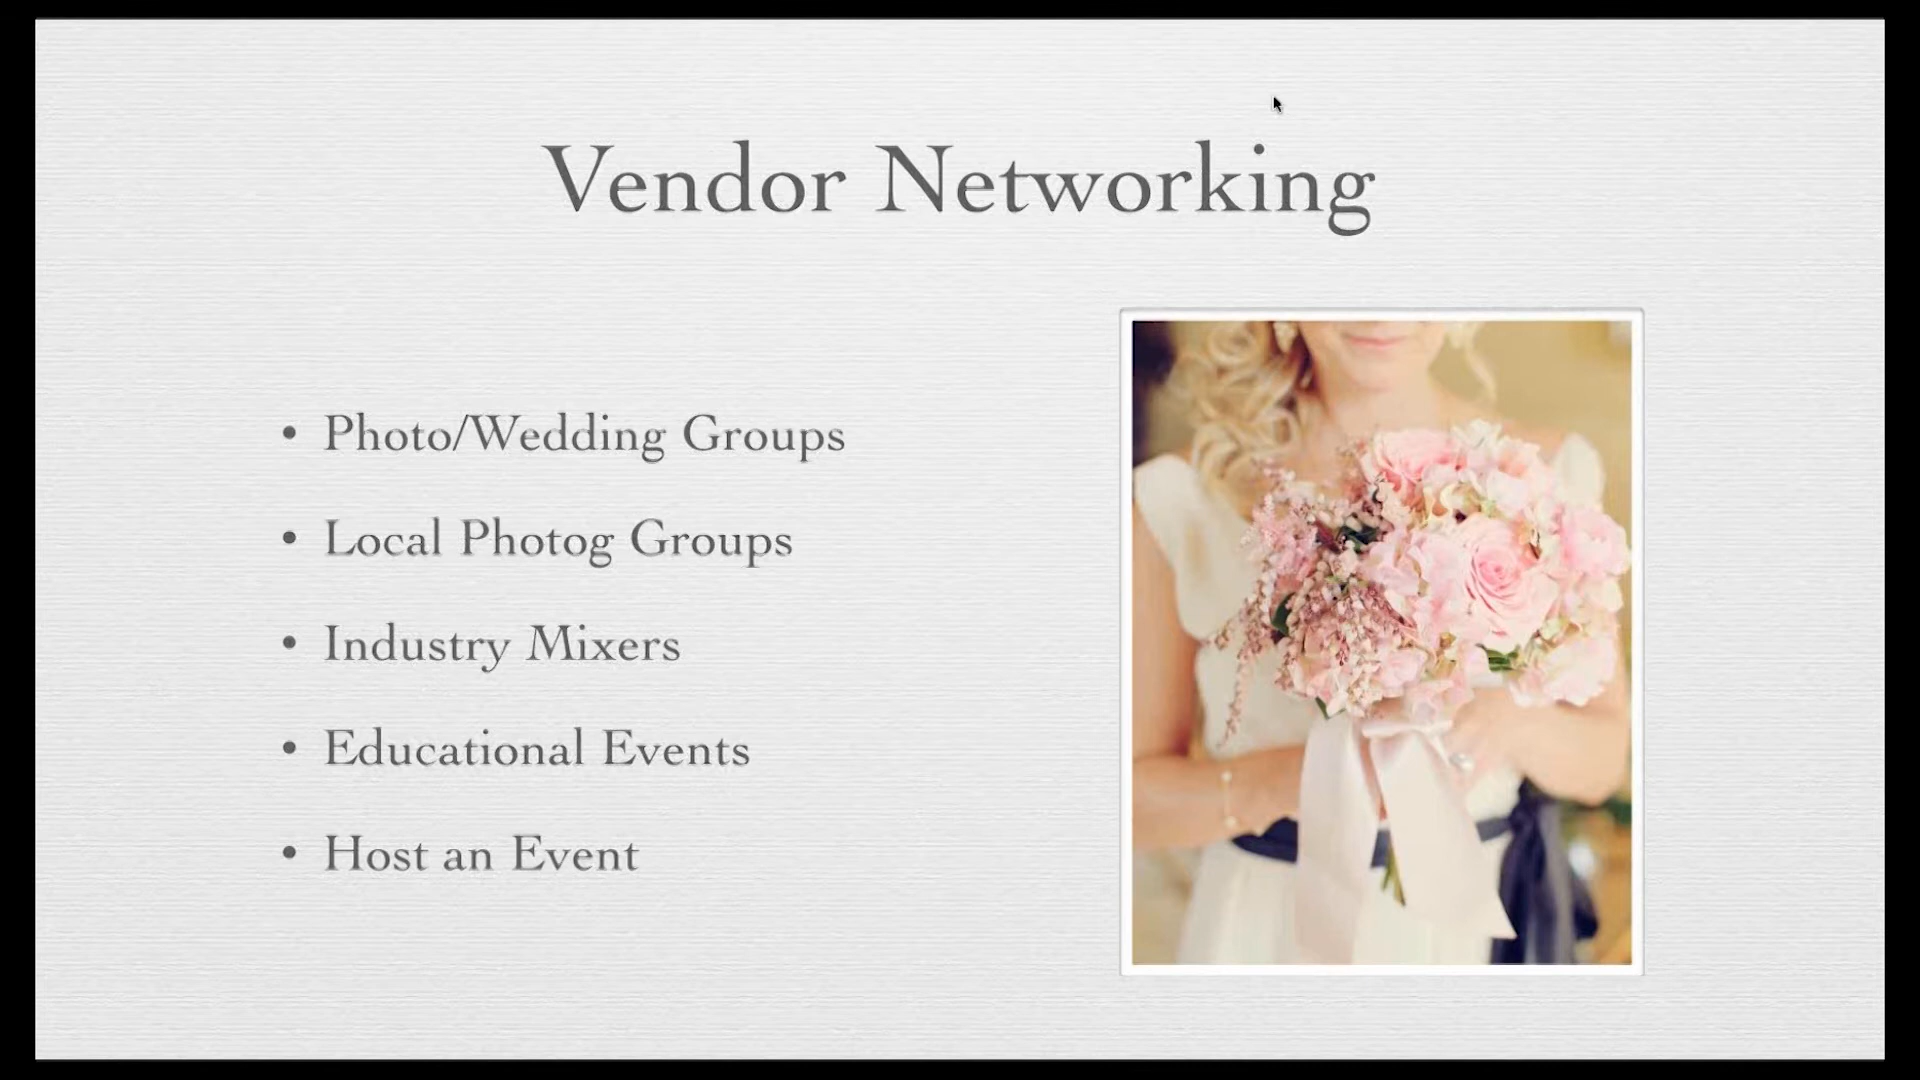 Vendor Networking
• Photo/Wedding Groups
• Local Photog Groups
• Industry Mixers
• Educational Events
• Host an Event